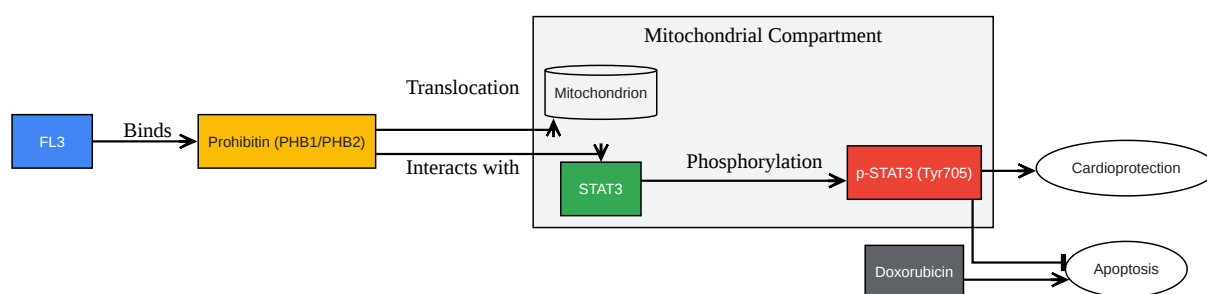 Mitochondrial Compartment
Translocation
Mitochondrion
FL3
Binds
Prohibitin (PHB1/PHB2)
Interacts with
STAT3
Phosphorylation
p-STAT3 (Tyr705)
Cardioprotection
Doxorubicin
Apoptosis